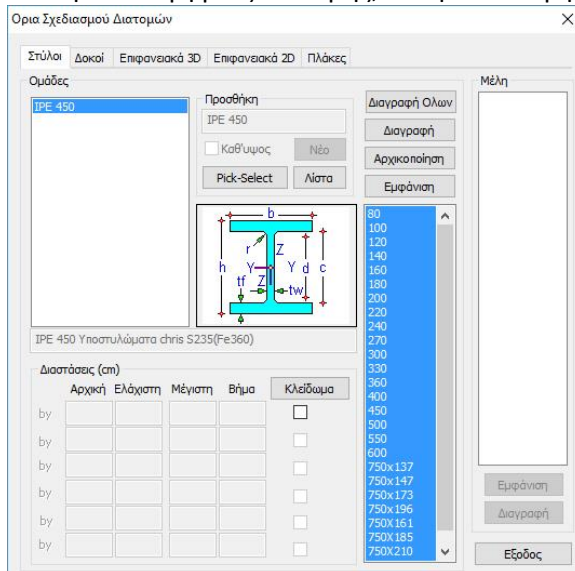 Ορια Σχεδιασμού Διατομών
Στύλοι Δοκοί Επιφανειακά 3D Επιφανειακά 2D Πλάκες
Ομάδες
IPE 450
Προσθήκη
IPE 450
Καθ'υψος Νέο
Pick-Select Λίστα
Διαγραφή Ολων
Διαγραφή
Αρχικοποίηση
Εμφάνιση
Μέλη
b
r Z
h Y Y d c
tf Z tw
80
100
120
140
160
180
200
220
240
270
300
330
360
400
450
500
550
600
750x137
750x147
750x173
750x196
750X161
750X185
750X210
IPE 450 Υποστυλώματα chris S235(Fe360)
Διαστάσεις (cm)
Αρχική Ελάχιστη Μέγιστη Βήμα Κλείδωμα
by
by
by
by
by
by
Εμφάνιση
Διαγραφή
Εξοδος